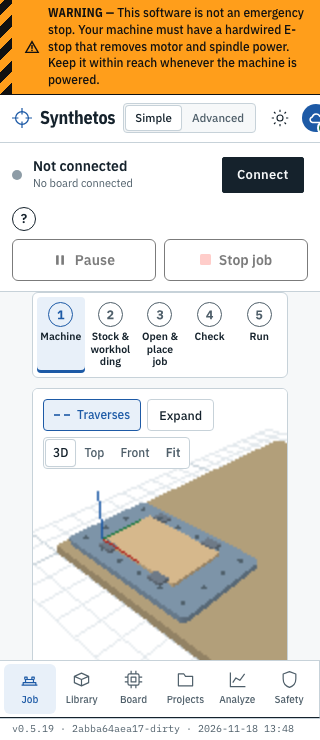 WARNING — This software is not an emergency
stop. Your machine must have a hardwired E-
stop that removes motor and spindle power.
Keep it within reach whenever the machine is
powered.
Synthetos
Simple
Advanced
Not connected
No board connected
Connect
?
Pause
Stop job
1
2
3
4
5
Machine
Stock &
workhol
ding
Open &
place
job
Check
Run
Traverses
Expand
3D
Top
Front
Fit
Job
Library
Board
Projects
Analyze
Safety
v0.5.19 · 2abba64aea17-dirty · 2026-11-18 13:48